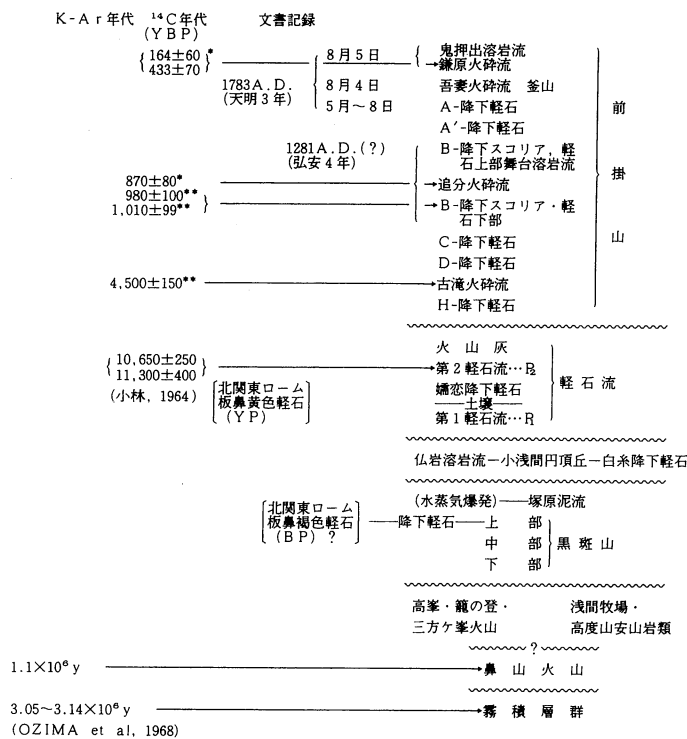 K-Ar年代 ¹⁴C年代 文書記録
(YBP)
164±60* 8月5日 鬼押出溶岩流
433±70 鎌原火砕流
1783A.D. 8月4日 吾妻火砕流 釜山
(天明3年) 5月~8日 A-降下軽石
A′-降下軽石
前掛山
1281A.D.(?) B-降下スコリア,軽
(弘安4年) 石上部舞台溶岩流
870±80* 追分火砕流
980±100** B-降下スコリア・軽
1,010±99** 石下部
C-降下軽石
D-降下軽石
4,500±150** 古滝火砕流
H-降下軽石
火山灰
10,650±250 第2軽石流…P₂
11,300±400 嬬恋降下軽石
(小林, 1964) 北関東ローム 土壌
板鼻黄色軽石 第1軽石流…P₁
(YP)
軽石流
仏岩溶岩流-小浅間円頂丘-白糸降下軽石
(水蒸気爆発)――塚原泥流
北関東ローム
板鼻褐色軽石 降下軽石 上部
(BP)? 中部 黒斑山
下部
高峯・籠の登・ 浅間牧場・
三方ケ峯火山 高度山安山岩類
?
1.1×10⁶y 鼻山火山
3.05~3.14×10⁶y 霧積層群
(OZIMA et al, 1968)